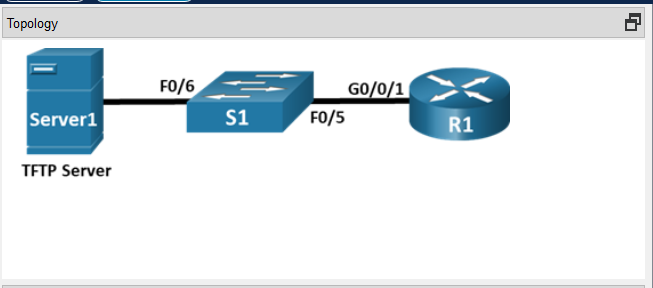 Topology
F0/6
G0/0/1
Server1
S1
F0/5
R1
TFTP Server